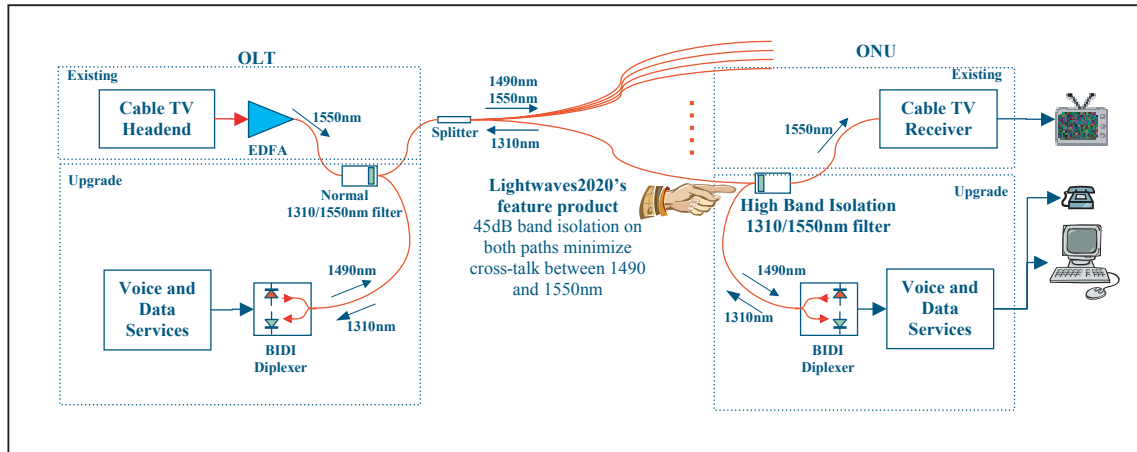 OLT
ONU
Existing
Existing
Cable TV
Headend
EDFA
1550nm
Splitter
1490nm
1550nm
1310nm
1550nm
Cable TV
Receiver
Upgrade
Normal
1310/1550nm filter
Lightwaves2020's
feature product
45dB band isolation on
both paths minimize
cross-talk between 1490
and 1550nm
Upgrade
High Band Isolation
1310/1550nm filter
Voice and
Data
Services
1490nm
1310nm
BIDI
Diplexer
1490nm
1310nm
BIDI
Diplexer
Voice and
Data
Services